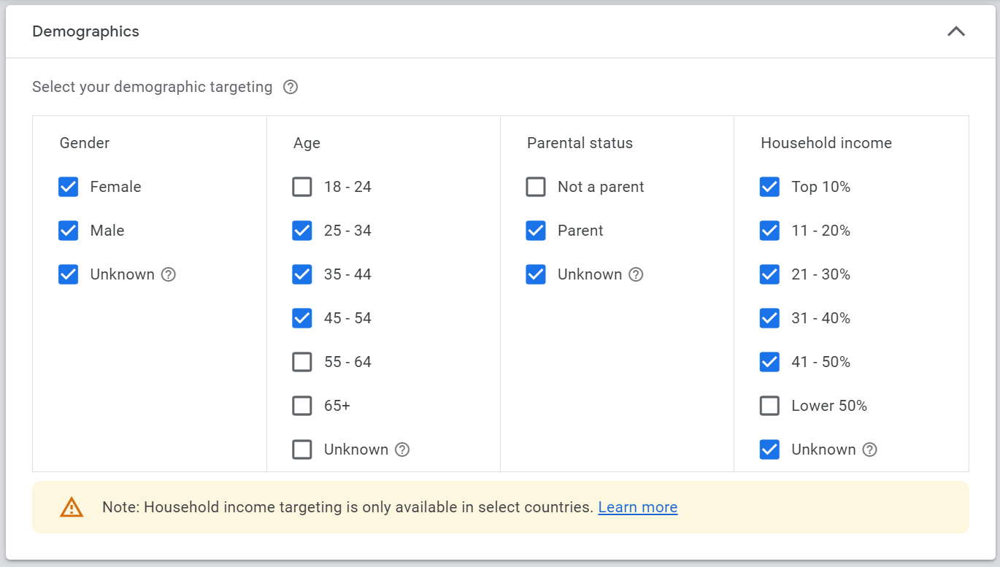 Demographics
Select your demographic targeting
Gender
Female
Male
Unknown
Age
18 - 24
25 - 34
35 - 44
45 - 54
55 - 64
65+
Unknown
Parental status
Not a parent
Parent
Unknown
Household income
Top 10%
11 - 20%
21 - 30%
31 - 40%
41 - 50%
Lower 50%
Unknown
Note: Household income targeting is only available in select countries. Learn more